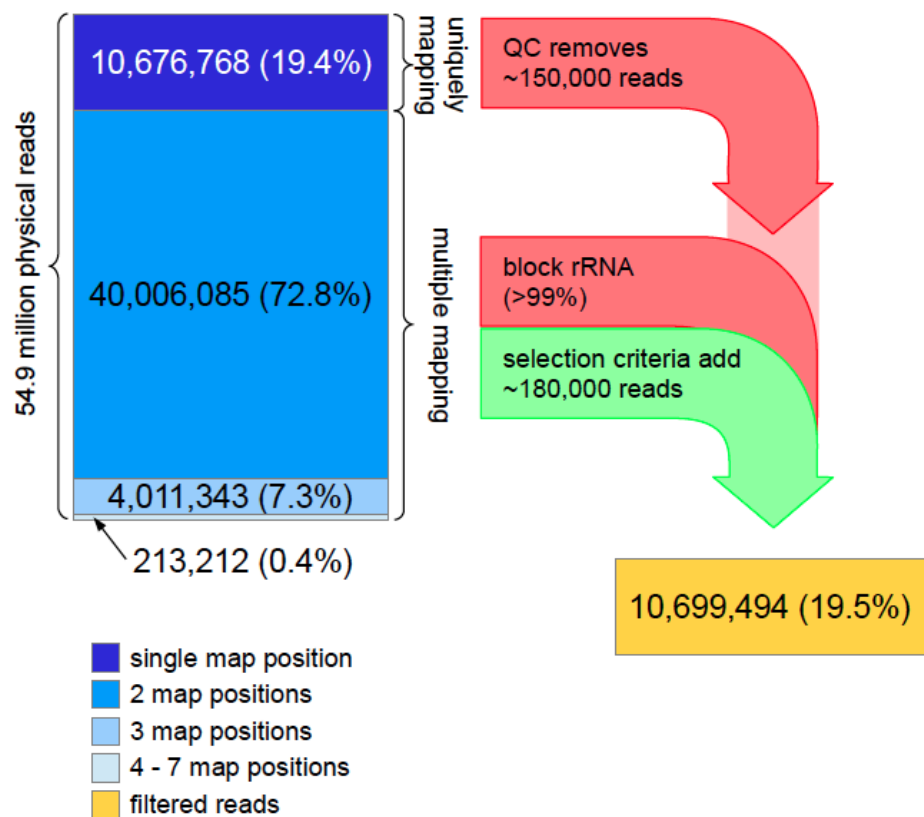 54.9 million physical reads
10,676,768 (19.4%)
40,006,085 (72.8%)
4,011,343 (7.3%)
213,212 (0.4%)
uniquely
mapping
multiple mapping
QC removes
~150,000 reads
block rRNA
(>99%)
selection criteria add
~180,000 reads
10,699,494 (19.5%)
single map position
2 map positions
3 map positions
4 - 7 map positions
filtered reads